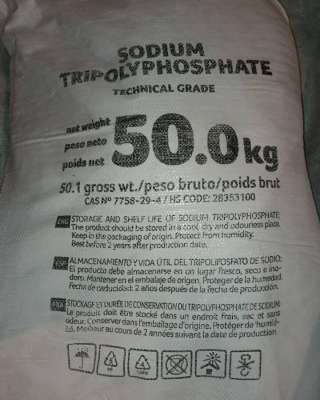 SODIUM
TRIPOLYPHOSPHATE
TECHNICAL GRADE
net weight
peso neto
poids net
50.0kg
50.1 gross wt./peso bruto/poids brut
CAS Nº 7758-29-4 / HS CODE: 28353100
ENG STORAGE AND SHELF LIFE OF SODIUM TRIPOLYPHOSPHATE
The product should be stored in a cool, dry and odourless place.
Keep in the packaging of origin. Protect from humidity.
Best before 2 years after production date.
ESP ALMACENAMIENTO Y VIDA ÚTIL DEL TRIPOLIFOSFATO DE SODIO:
El producto debe almacenarse en un lugar fresco, seco e ino-
doro. Mantener en el embalaje de origen. Proteger de la humedad.
Fecha de caducidad: 2 años después de la fecha de producción.
FRA STOCKAGE ET DURÉE DE CONSERVATION DU TRIPOLYPHOSPHATE DE SODIUM:
Le produit doit être stocké dans un endroit frais, sec et sans
odeur. Conserver dans l'emballage d'origine. Protéger de l'humidi-
té. Meilleur au cours de 2 années suivant la date de production.